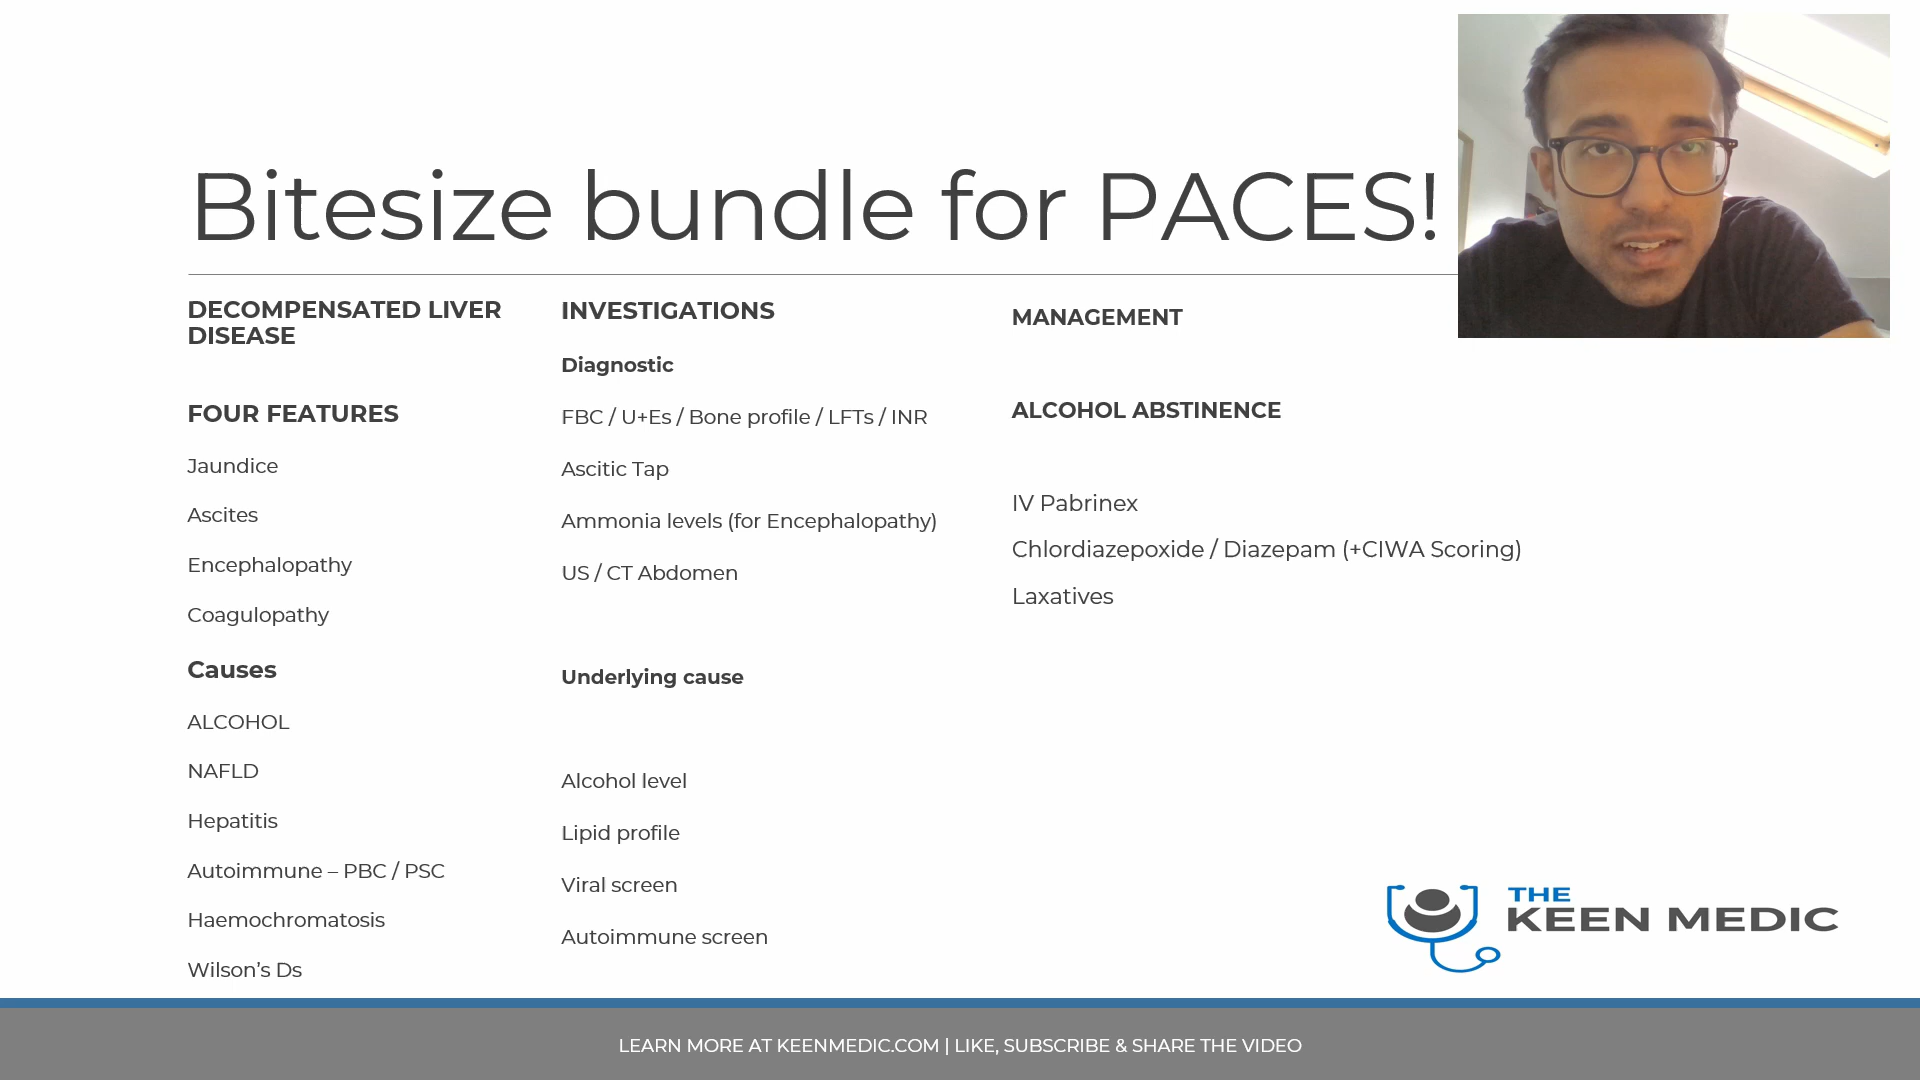 Bitesize bundle for PACES!
DECOMPENSATED LIVER
DISEASE
FOUR FEATURES
Jaundice
Ascites
Encephalopathy
Coagulopathy
Causes
ALCOHOL
NAFLD
Hepatitis
Autoimmune – PBC / PSC
Haemochromatosis
Wilson's Ds
INVESTIGATIONS
Diagnostic
FBC / U+Es / Bone profile / LFTs / INR
Ascitic Tap
Ammonia levels (for Encephalopathy)
US / CT Abdomen
Underlying cause
Alcohol level
Lipid profile
Viral screen
Autoimmune screen
MANAGEMENT
ALCOHOL ABSTINENCE
IV Pabrinex
Chlordiazepoxide / Diazepam (+CIWA Scoring)
Laxatives
THE
KEEN MEDIC
LEARN MORE AT KEENMEDIC.COM | LIKE, SUBSCRIBE & SHARE THE VIDEO